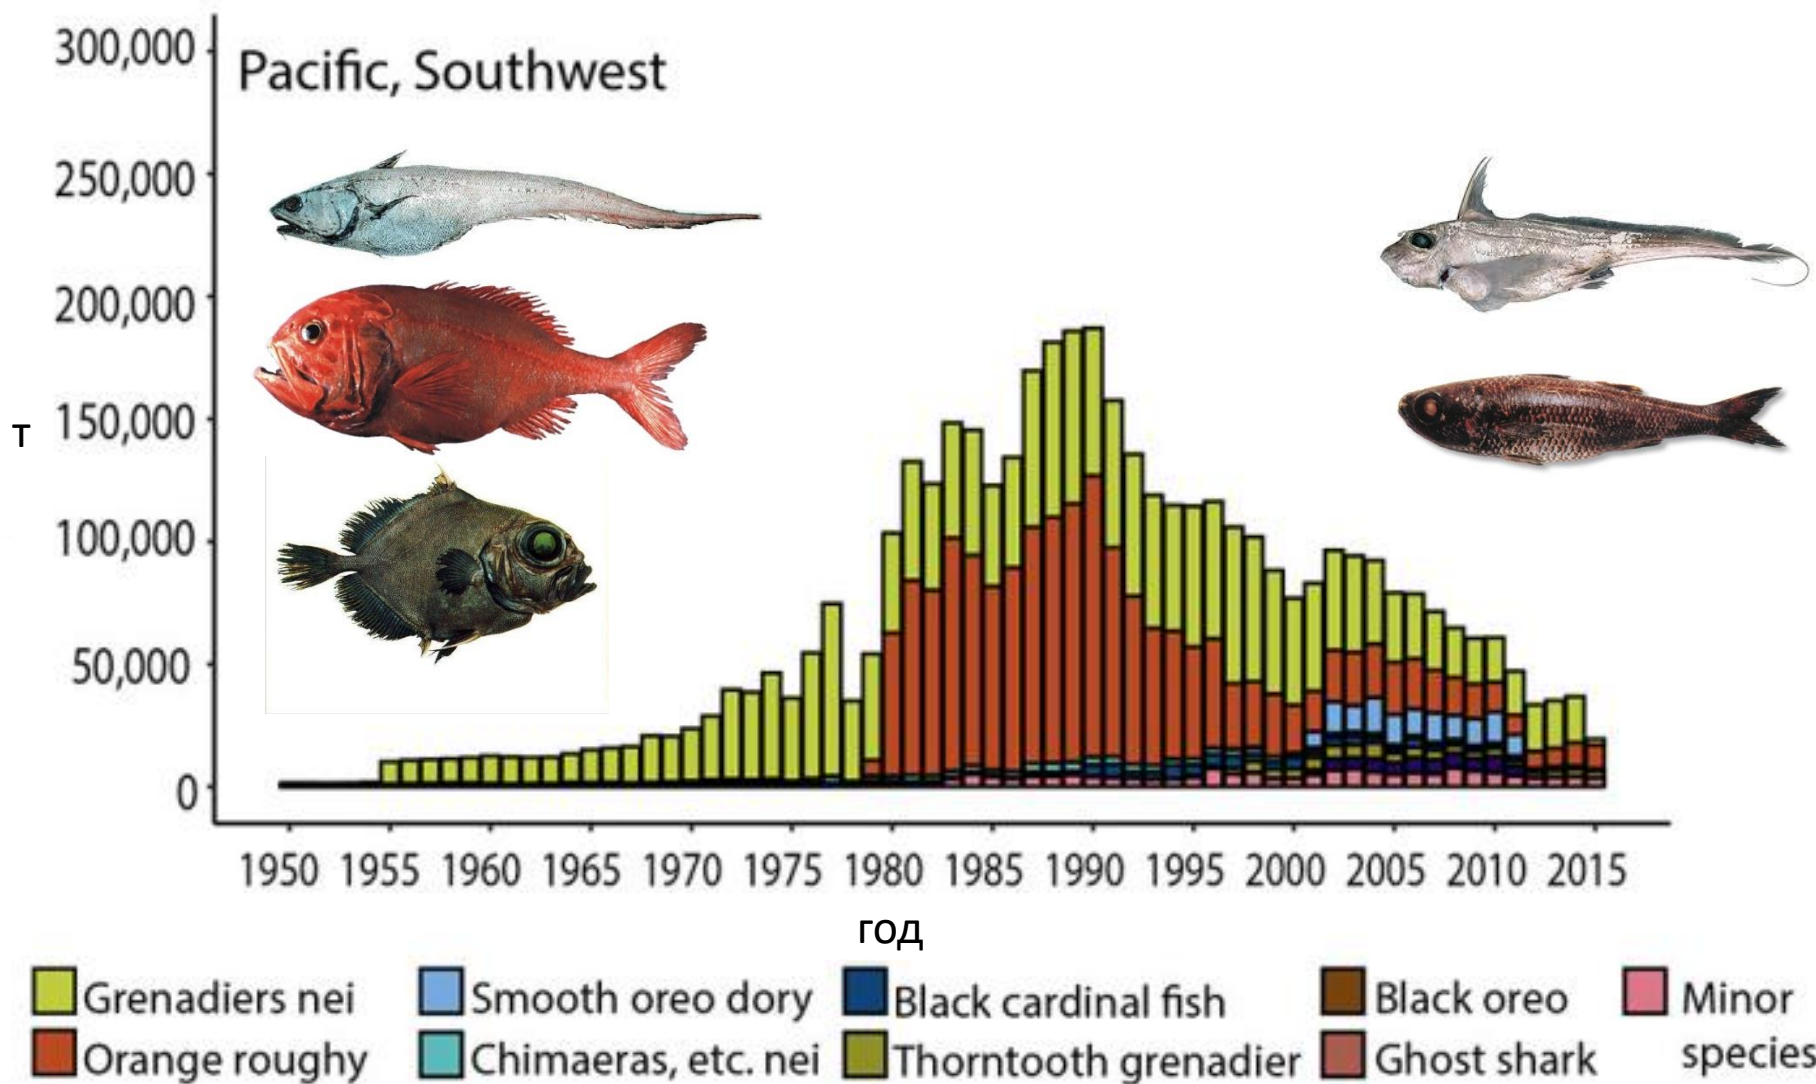 300,000
Pacific, Southwest
250,000
200,000
150,000
т
100,000
50,000
0
1950 1955 1960 1965 1970 1975 1980 1985 1990 1995 2000 2005 2010 2015
год
Grenadiers nei
Smooth oreo dory
Black cardinal fish
Black oreo
Minor species
Orange roughy
Chimaeras, etc. nei
Thorntooth grenadier
Ghost shark